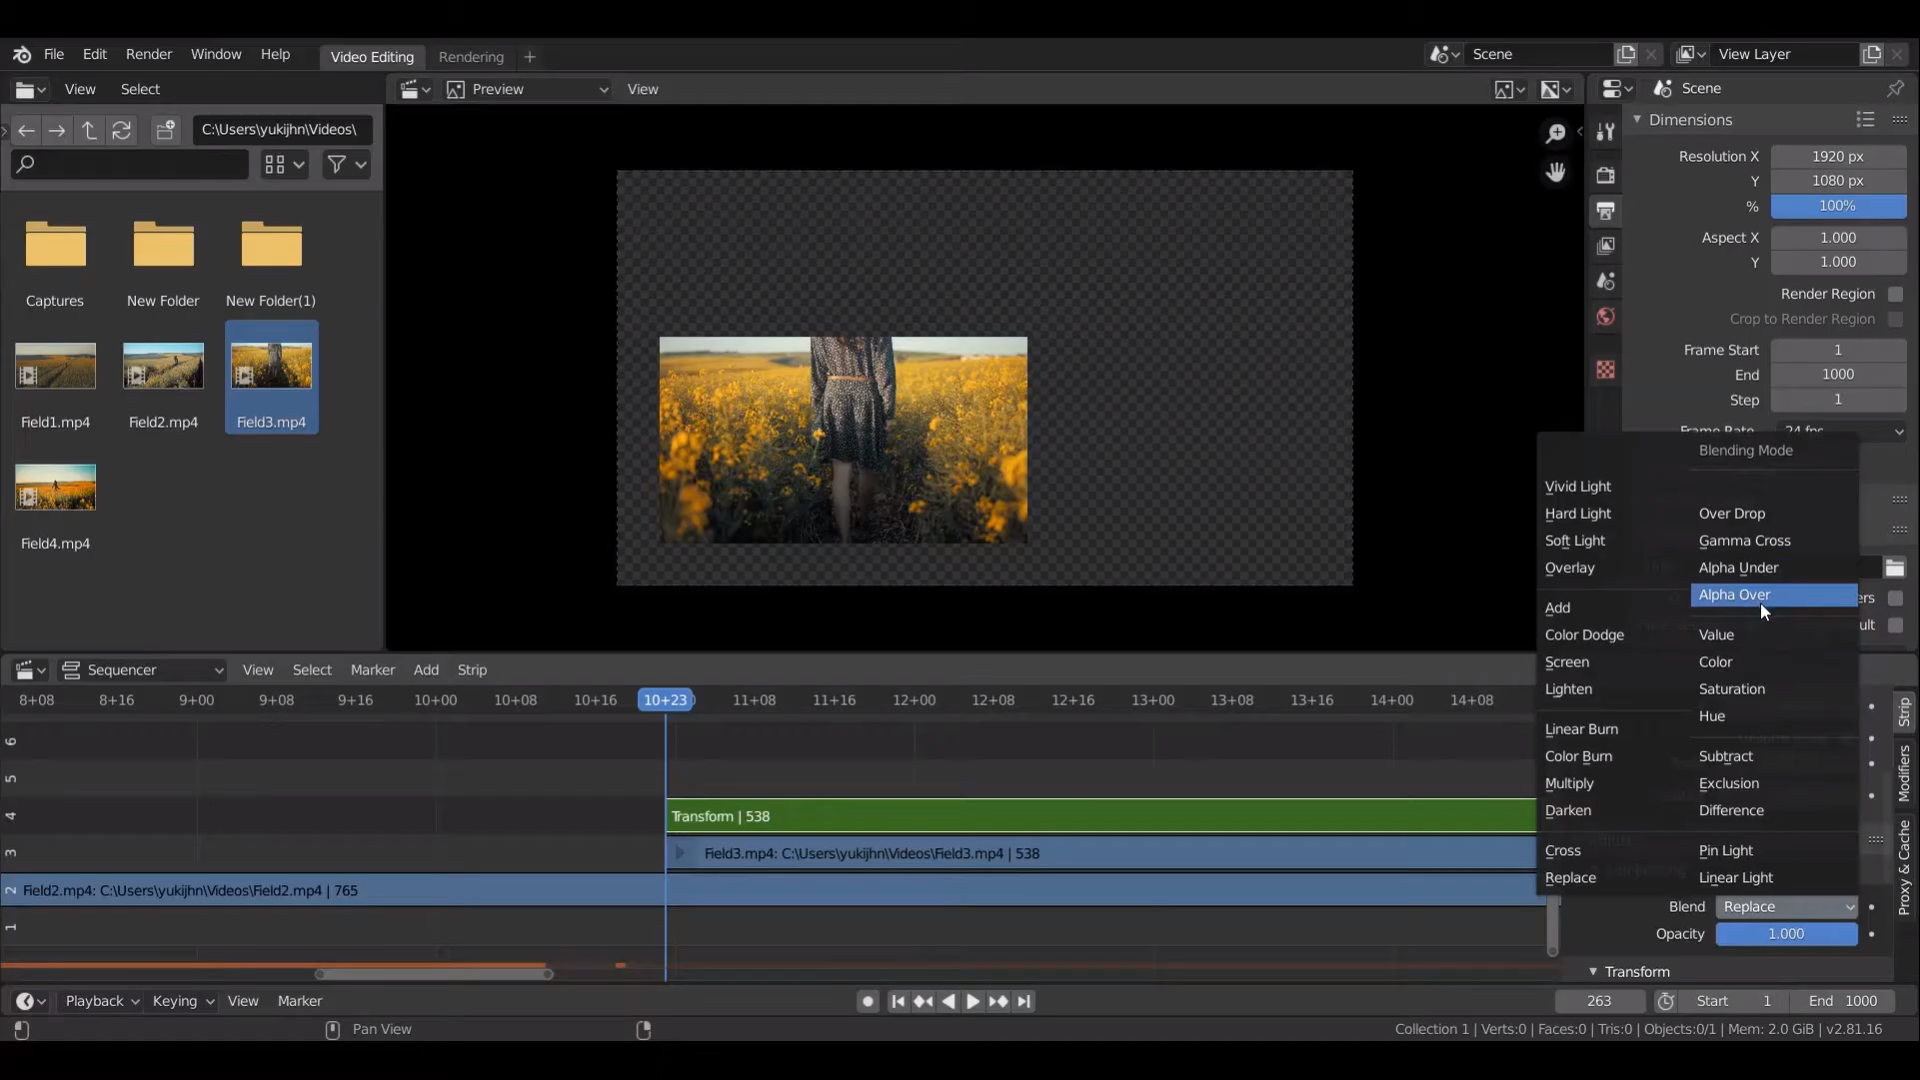 File Edit Render Window Help Video Editing Rendering + Scene View Layer
View Select Preview View Scene
C:\Users\yukijhn\Videos\
Captures New Folder New Folder(1)
Field1.mp4 Field2.mp4 Field3.mp4
Field4.mp4
Dimensions
Resolution X 1920 px
Y 1080 px
% 100%
Aspect X 1.000
Y 1.000
Render Region
Crop to Render Region
Frame Start 1
End 1000
Step 1
Frame Rate 24 fps
Blending Mode
Vivid Light
Hard Light Over Drop
Soft Light Gamma Cross
Overlay Alpha Under
Alpha Over
Add
Color Dodge Value
Screen Color
Lighten Saturation
Hue
Linear Burn
Color Burn Subtract
Multiply Exclusion
Darken Difference
Cross Pin Light
Replace Linear Light
Blend Replace
Opacity 1.000
Transform
Strip
Modifiers
Proxy & Cache
Sequencer View Select Marker Add Strip
8+08 8+16 9+00 9+08 9+16 10+00 10+08 10+16 10+23 11+08 11+16 12+00 12+08 12+16 13+00 13+08 13+16 14+00 14+08
6
5
4 Transform | 538
3 Field3.mp4: C:\Users\yukijhn\Videos\Field3.mp4 | 538
2 Field2.mp4: C:\Users\yukijhn\Videos\Field2.mp4 | 765
1
Playback Keying View Marker 263 Start 1 End 1000
Pan View Collection 1 | Verts:0 | Faces:0 | Tris:0 | Objects:0/1 | Mem: 2.0 GiB | v2.81.16